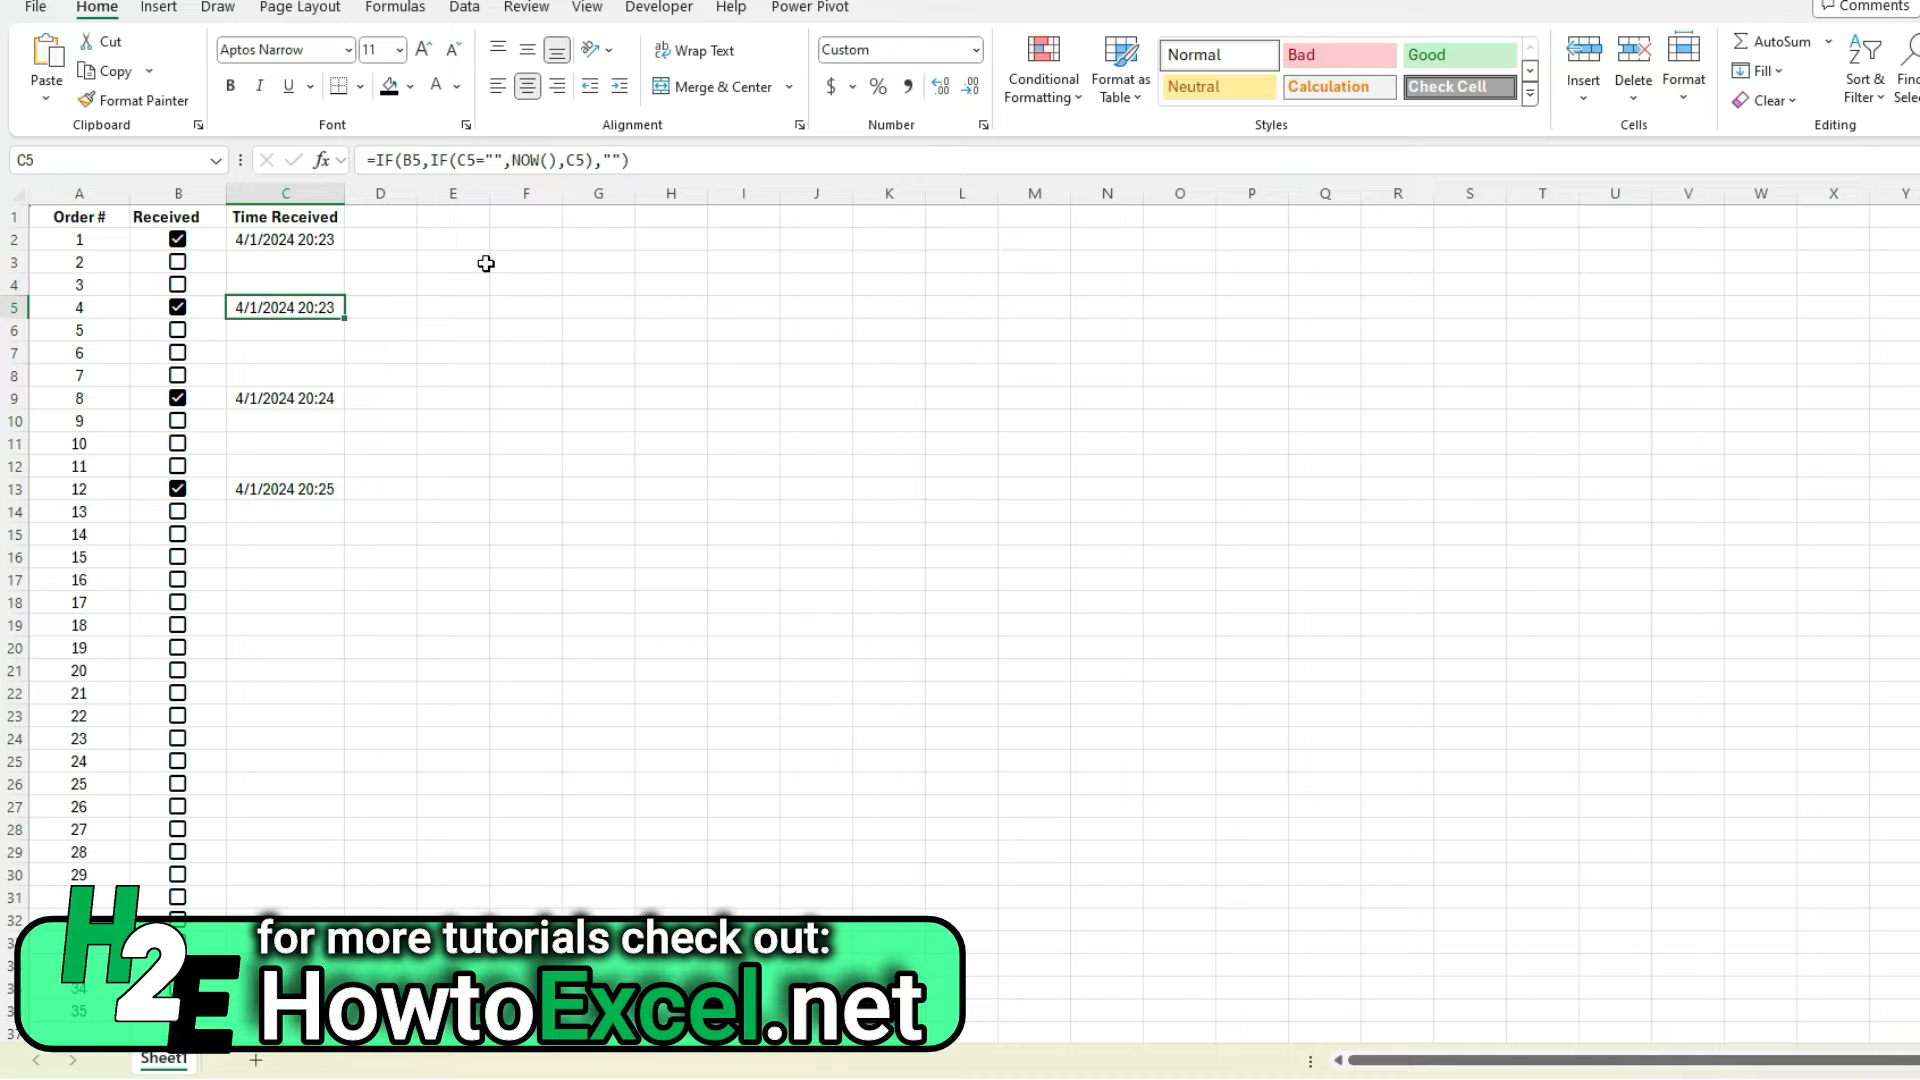 File Home Insert Draw Page Layout Formulas Data Review View Developer Help Power Pivot Comments
Paste Cut Copy Format Painter Clipboard
Aptos Narrow 11 B I U A Font
Wrap Text Merge & Center Alignment
Custom $ % Number
Conditional Formatting Format as Table Normal Bad Good Neutral Calculation Check Cell Styles
Insert Delete Format Cells
AutoSum Fill Clear Sort & Filter Editing
C5 fx =IF(B5,IF(C5="",NOW(),C5),"")
A B C D E F G H I J K L M N O P Q R S T U V W X Y
1 Order # Received Time Received
2 1 4/1/2024 20:23
3 2
4 3
5 4 4/1/2024 20:23
6 5
7 6
8 7
9 8 4/1/2024 20:24
10 9
11 10
12 11
13 12 4/1/2024 20:25
14 13
15 14
16 15
17 16
18 17
19 18
20 19
21 20
22 21
23 22
24 23
25 24
26 25
27 26
28 27
29 28
30 29
31
32
34
35
37
H2E
for more tutorials check out:
HowtoExcel.net
Sheet1